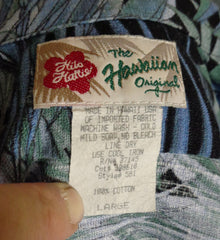 Hilo
Hattie
The
Hawaiian
Original
MADE IN HAWAII USA
OF IMPORTED FABRIC
MACHINE WASH - COLD
MILD SOAP, NO BLEACH
LINE DRY
USE COOL IRON
100% COTTON
LARGE